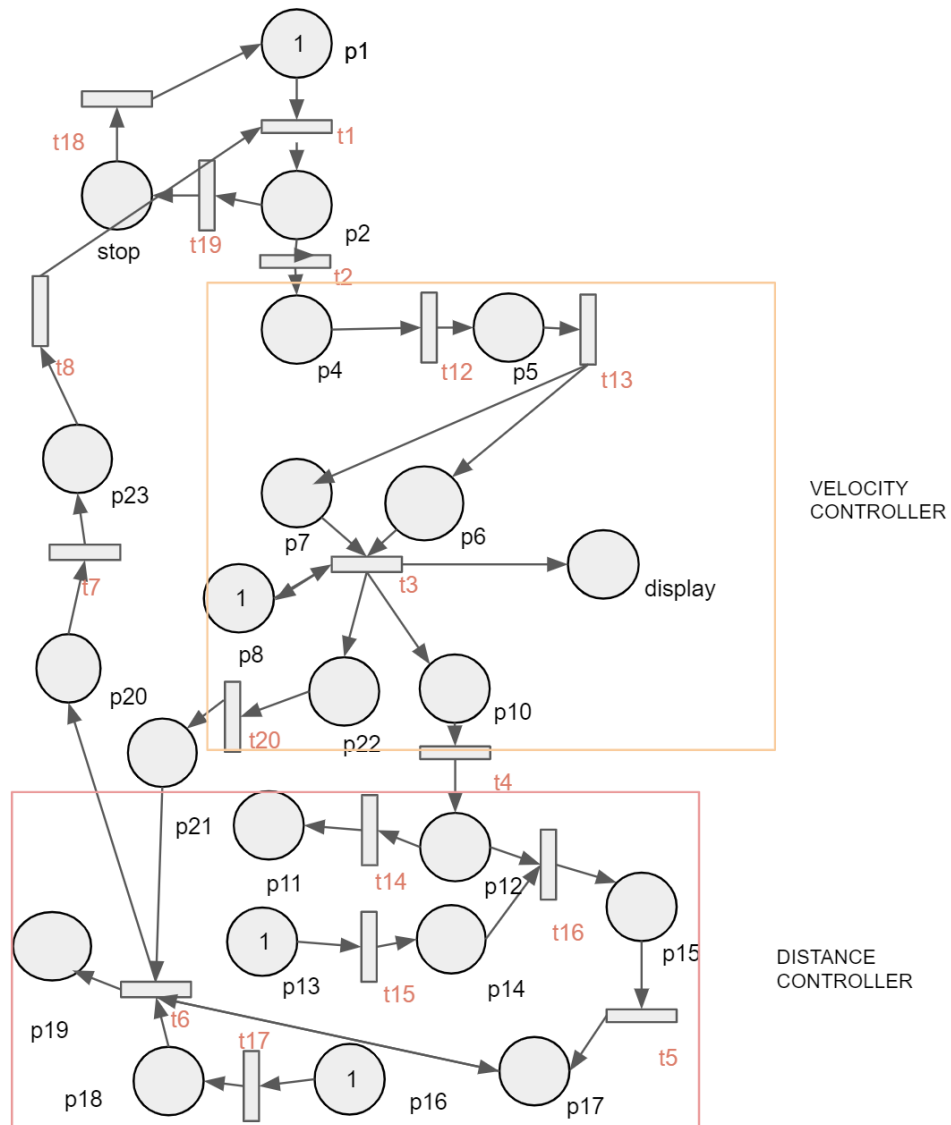 1
p1
t1
t18
p2
stop
t19
t2
p4
t12
p5
t13
t8
p23
p7
p6
VELOCITY
CONTROLLER
t7
t3
display
1
p8
p20
p10
p22
t20
t4
p21
p11
t14
p12
t16
p15
1
p13
t15
p14
DISTANCE
CONTROLLER
p19
t6
t17
t5
p18
1
p16
p17